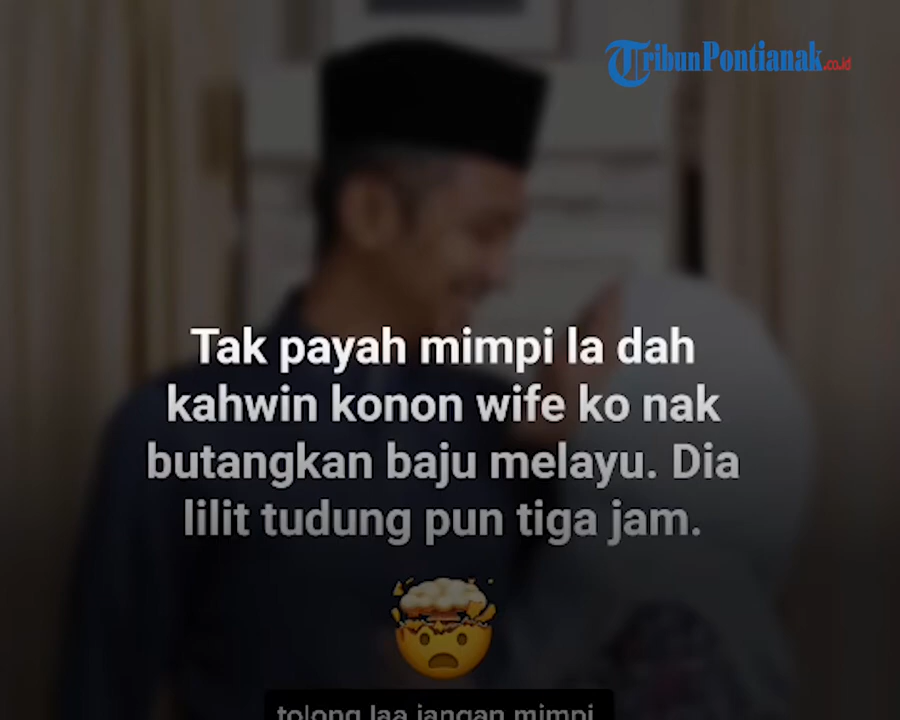 TribunPontianak.co.id
Tak payah mimpi la dah
kahwin konon wife ko nak
butangkan baju melayu. Dia
lilit tudung pun tiga jam.
tolong laa jangan mimpi